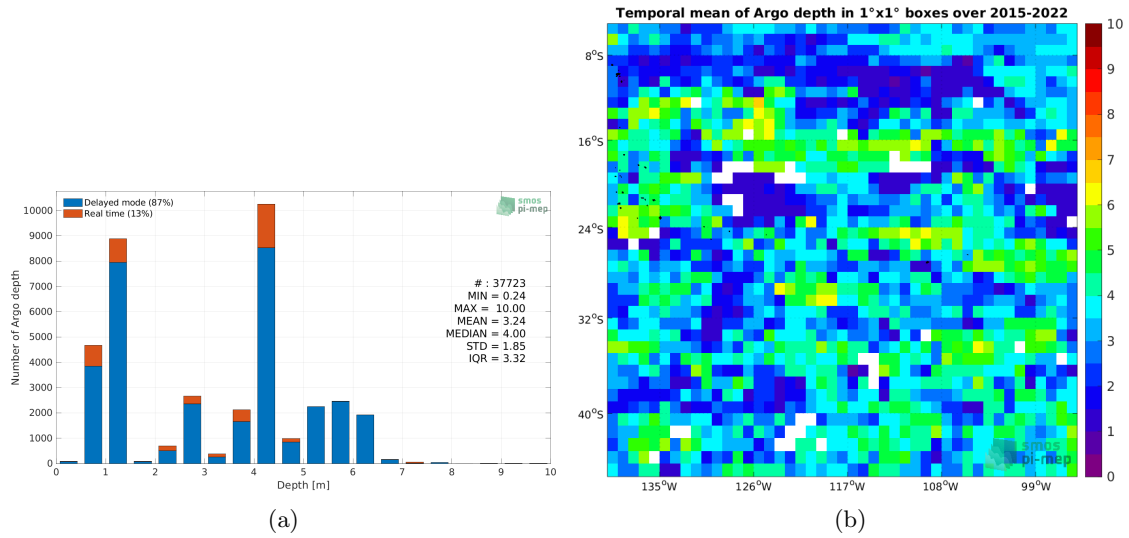 Delayed mode (87%)
Real time (13%)
smos
pi-mep
Number of Argo depth
10000
9000
8000
7000
6000
5000
4000
3000
2000
1000
0
# : 37723
MIN = 0.24
MAX = 10.00
MEAN = 3.24
MEDIAN = 4.00
STD = 1.85
IQR = 3.32
0 1 2 3 4 5 6 7 8 9 10
Depth [m]
(a)
Temporal mean of Argo depth in 1°x1° boxes over 2015-2022
8°S
16°S
24°S
32°S
40°S
135°W 126°W 117°W 108°W 99°W
smos
pi-mep
10
9
8
7
6
5
4
3
2
1
0
(b)